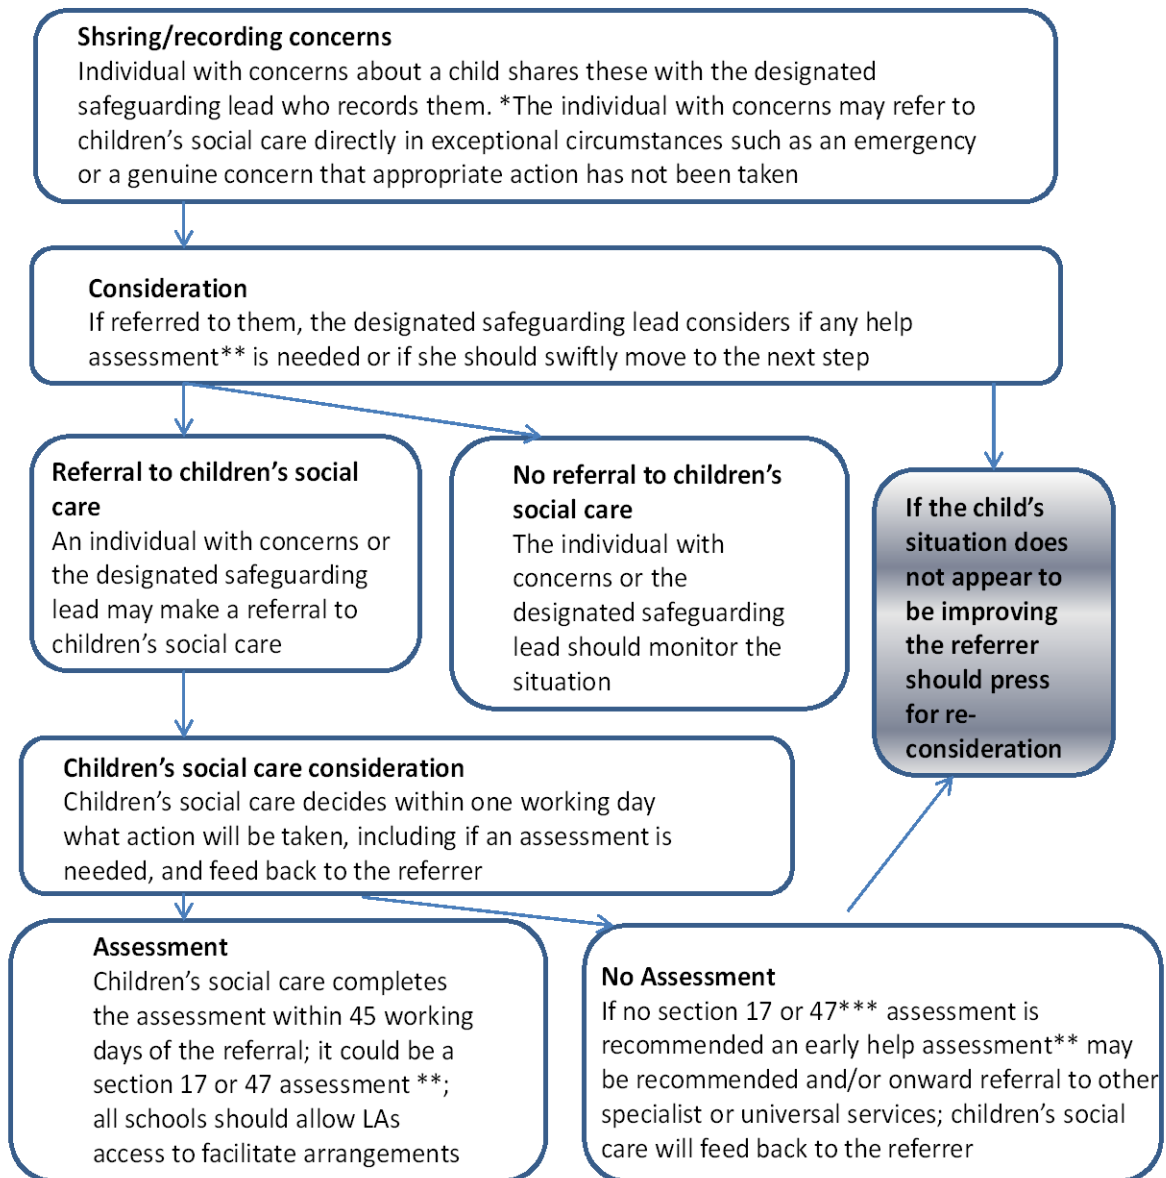 Shsring/recording concerns
Individual with concerns about a child shares these with the designated
safeguarding lead who records them. *The individual with concerns may refer to
children’s social care directly in exceptional circumstances such as an emergency
or a genuine concern that appropriate action has not been taken
Consideration
If referred to them, the designated safeguarding lead considers if any help
assessment** is needed or if she should swiftly move to the next step
Referral to children’s social
care
An individual with concerns or
the designated safeguarding
lead may make a referral to
children’s social care
No referral to children’s
social care
The individual with
concerns or the
designated safeguarding
lead should monitor the
situation
If the child’s
situation does
not appear to
be improving
the referrer
should press
for re-
consideration
Children’s social care consideration
Children’s social care decides within one working day
what action will be taken, including if an assessment is
needed, and feed back to the referrer
Assessment
Children’s social care completes
the assessment within 45 working
days of the referral; it could be a
section 17 or 47 assessment **;
all schools should allow LAs
access to facilitate arrangements
No Assessment
If no section 17 or 47*** assessment is
recommended an early help assessment** may
be recommended and/or onward referral to other
specialist or universal services; children’s social
care will feed back to the referrer